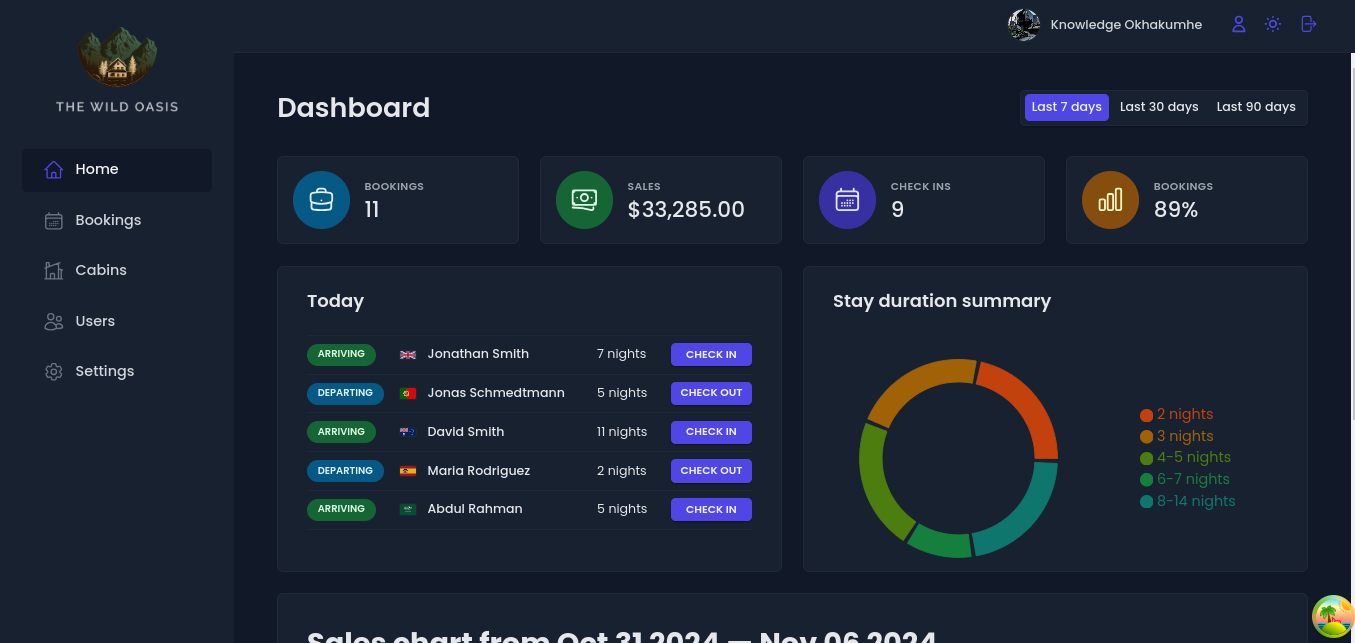 Knowledge Okhakumhe
THE WILD OASIS
Home
Bookings
Cabins
Users
Settings
Dashboard
Last 7 days Last 30 days Last 90 days
BOOKINGS
11
SALES
$33,285.00
CHECK INS
9
BOOKINGS
89%
Today
ARRIVING Jonathan Smith 7 nights CHECK IN
DEPARTING Jonas Schmedtmann 5 nights CHECK OUT
ARRIVING David Smith 11 nights CHECK IN
DEPARTING Maria Rodriguez 2 nights CHECK OUT
ARRIVING Abdul Rahman 5 nights CHECK IN
Stay duration summary
2 nights
3 nights
4-5 nights
6-7 nights
8-14 nights
Sales chart from Oct 31 2024 — Nov 06 2024